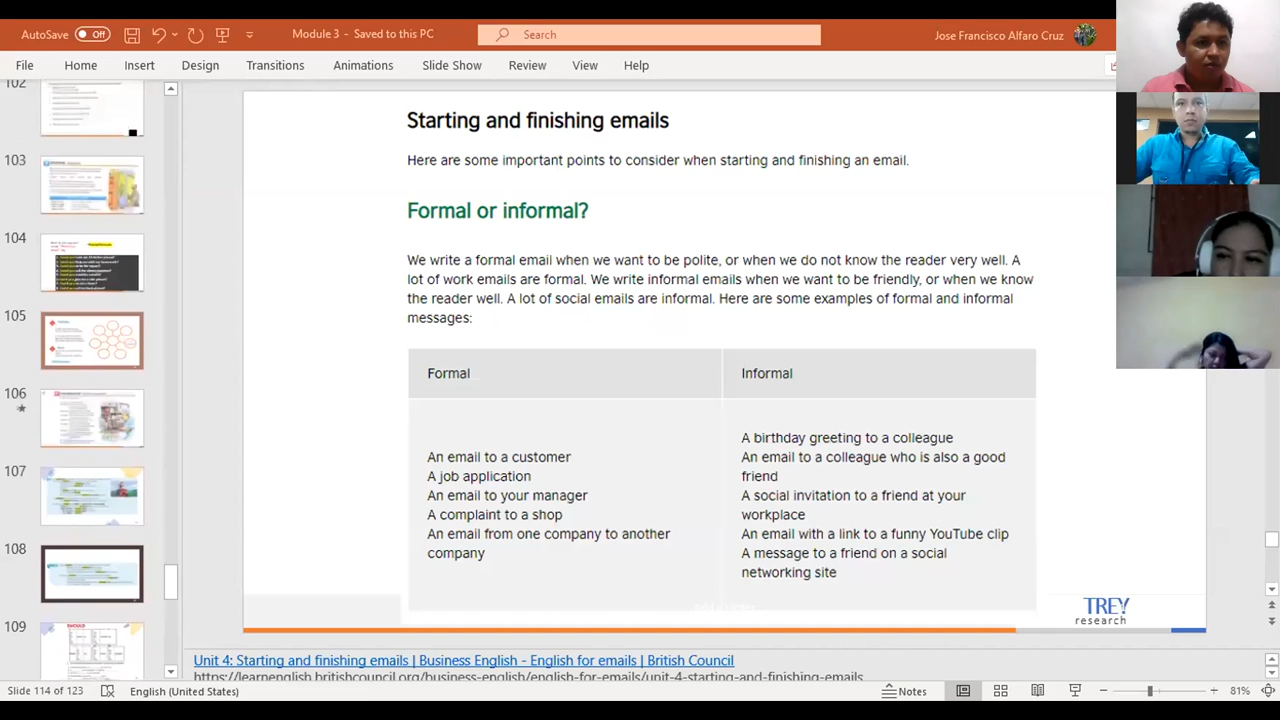 AutoSave Off Module 3 - Saved to this PC Search Jose Francisco Alfaro Cruz
File Home Insert Design Transitions Animations Slide Show Review View Help
102
103
104
105
106
107
108
109
Starting and finishing emails
Here are some important points to consider when starting and finishing an email.
Formal or informal?
We write a formal email when we want to be polite, or when we do not know the reader very well. A
lot of work emails are formal. We write informal emails when we want to be friendly, or when we know
the reader well. A lot of social emails are informal. Here are some examples of formal and informal
messages:
Formal
An email to a customer
A job application
An email to your manager
A complaint to a shop
An email from one company to another
company
Informal
A birthday greeting to a colleague
An email to a colleague who is also a good
friend
A social invitation to a friend at your
workplace
An email with a link to a funny YouTube clip
A message to a friend on a social
networking site
TREY
research
Unit 4: Starting and finishing emails | Business English - English for emails | British Council
https://learnenglish.britishcouncil.org/business-english/english-for-emails/unit-4-starting-and-finishing-emails
Slide 114 of 123 English (United States) Notes 81%